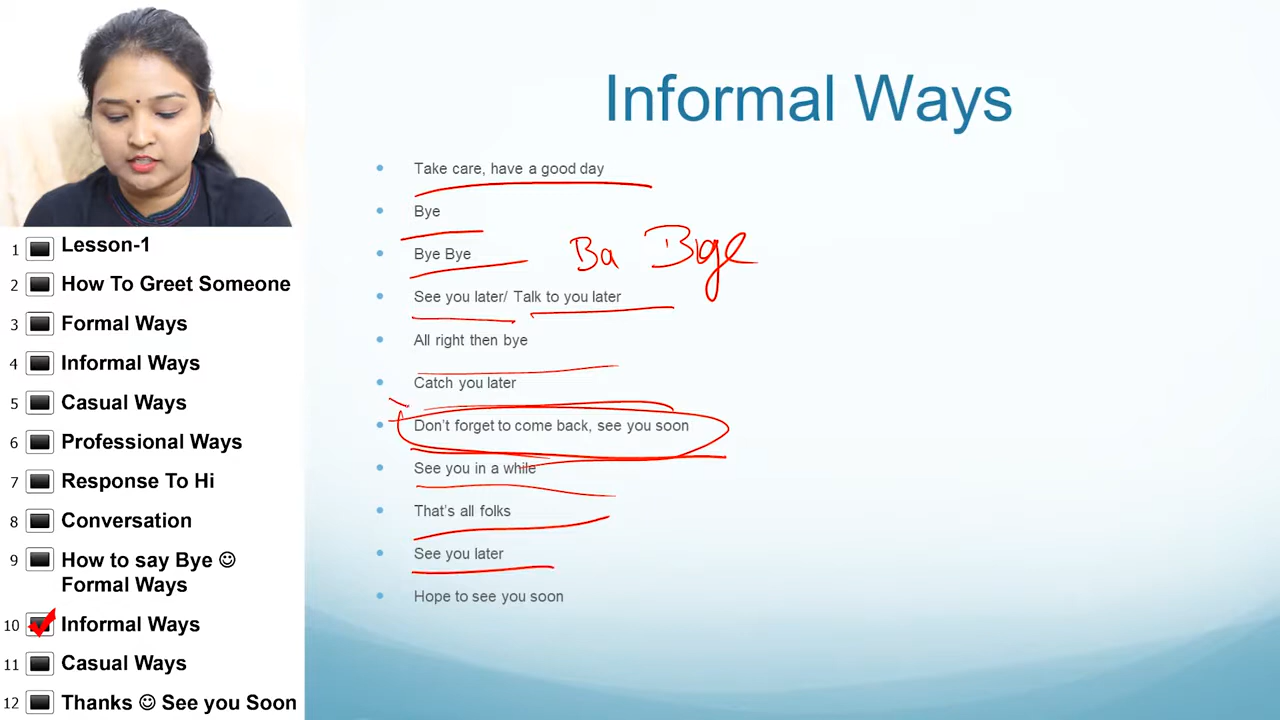 1 Lesson-1
2 How To Greet Someone
3 Formal Ways
4 Informal Ways
5 Casual Ways
6 Professional Ways
7 Response To Hi
8 Conversation
9 How to say Bye ☺
Formal Ways
10 Informal Ways
11 Casual Ways
12 Thanks ☺ See you Soon
Informal Ways
• Take care, have a good day
• Bye
• Bye Bye
Ba Bye
• See you later/ Talk to you later
• All right then bye
• Catch you later
• Don't forget to come back, see you soon
• See you in a while
• That's all folks
• See you later
• Hope to see you soon